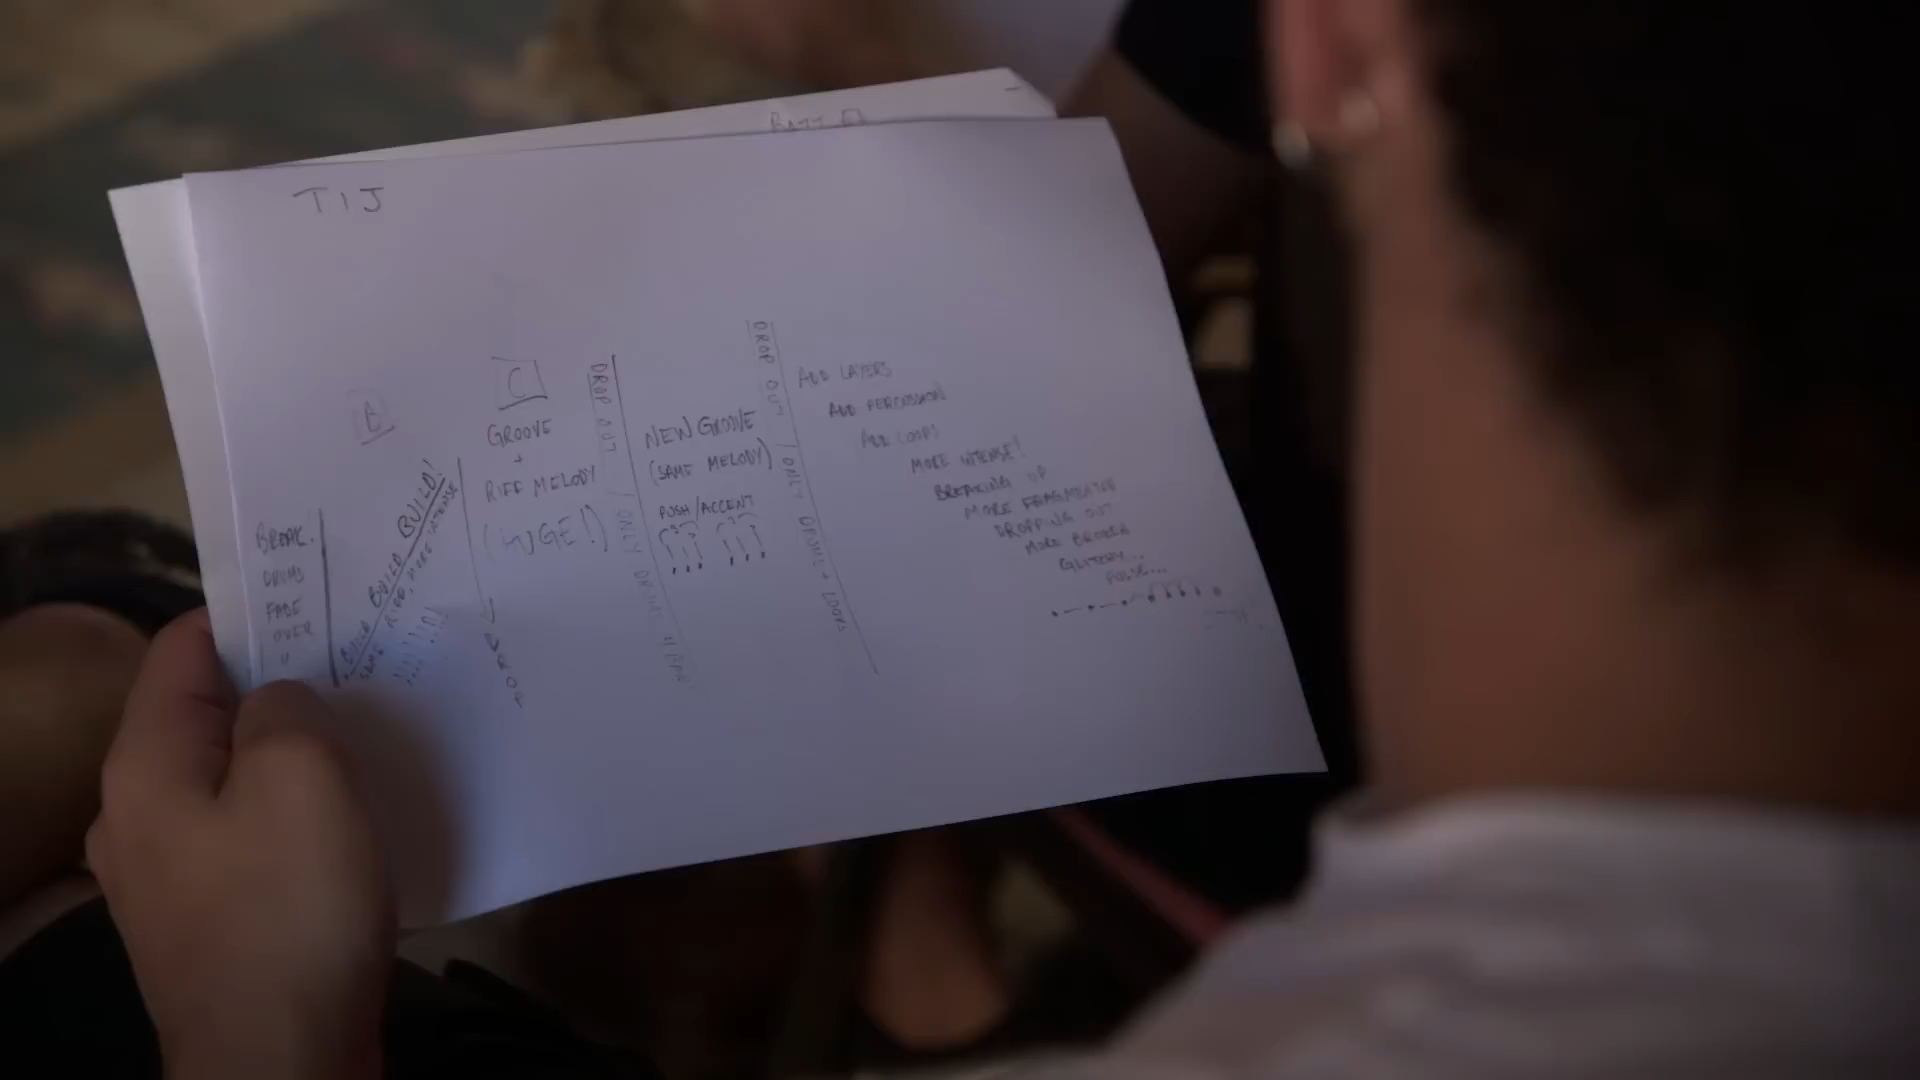 TIJ
BREAK!
DRUMS
FADE
OVER
"
B
BUILD BUILD BUILD!
SAME RIFF, MORE INTENSE
C
GROOVE
+
RIFF MELODY
(HUGE!)
DROP OUT / ONLY DRUMS
NEW GROOVE
(SAME MELODY)
PUSH/ACCENT
3 3
DROP OUT / ONLY DRUMS + LOOPS
ADD LAYERS
ADD PERCUSSION
ADD LOOPS
MORE INTENSE!
BREAKING UP
MORE FRAGMENTED
DROPPING OUT
MORE BROKEN
GLITCHY...
PULSE...